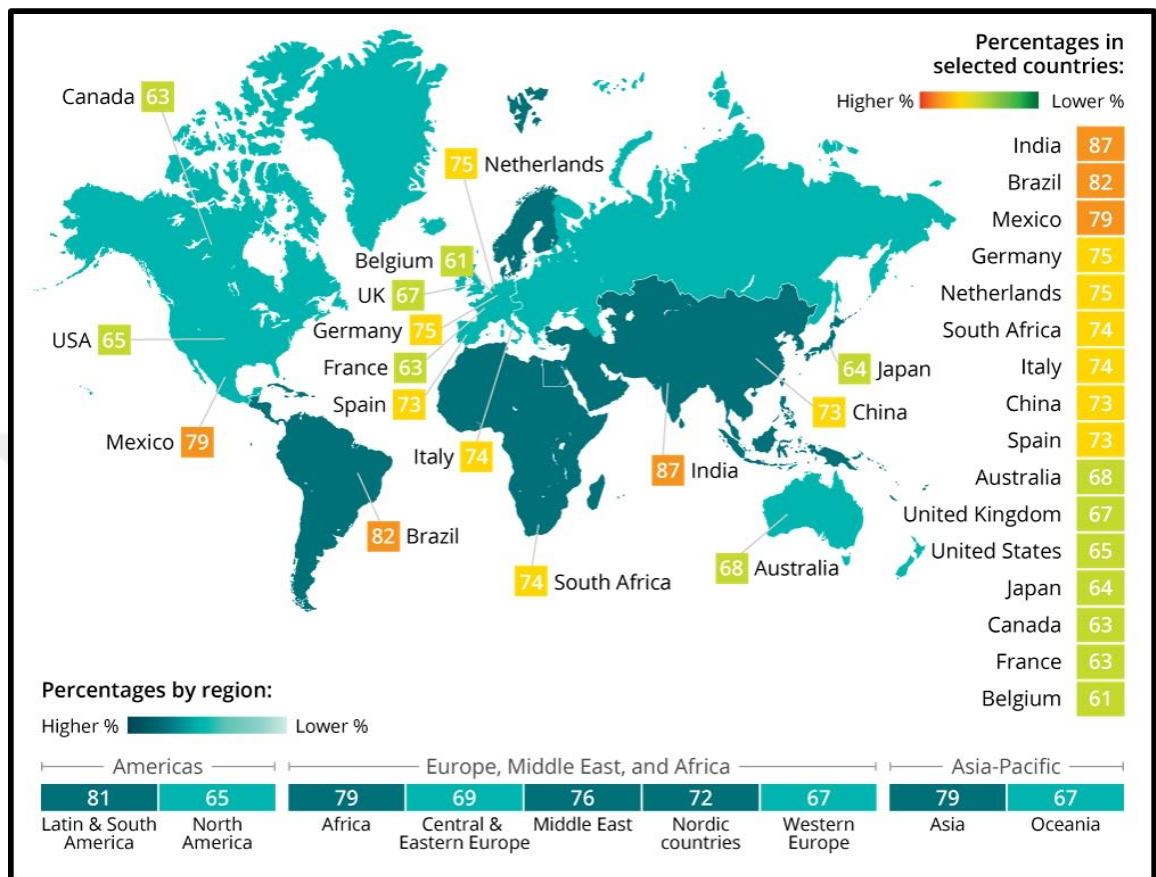 Percentages in
selected countries:
Higher % Lower %
Canada 63
75 Netherlands
Belgium 61
UK 67
Germany 75
USA 65
France 63
64 Japan
Spain 73
73 China
Mexico 79
Italy 74
87 India
82 Brazil
74 South Africa
68 Australia
India 87
Brazil 82
Mexico 79
Germany 75
Netherlands 75
South Africa 74
Italy 74
China 73
Spain 73
Australia 68
United Kingdom 67
United States 65
Japan 64
Canada 63
France 63
Belgium 61
Percentages by region:
Higher % Lower %
Americas Europe, Middle East, and Africa Asia-Pacific
81 65 79 69 76 72 67 79 67
Latin & South North Africa Central & Middle East Nordic Western Asia Oceania
America America Eastern Europe countries Europe